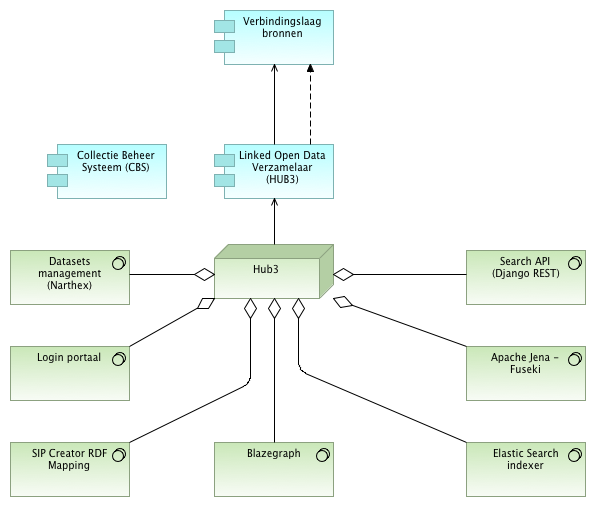 Verbindingslaag
bronnen
Collectie Beheer
Systeem (CBS)
Linked Open Data
Verzamelaar
(HUB3)
Datasets
management
(Narthex)
Hub3
Search API
(Django REST)
Login portaal
Apache Jena –
Fuseki
SIP Creator RDF
Mapping
Blazegraph
Elastic Search
indexer